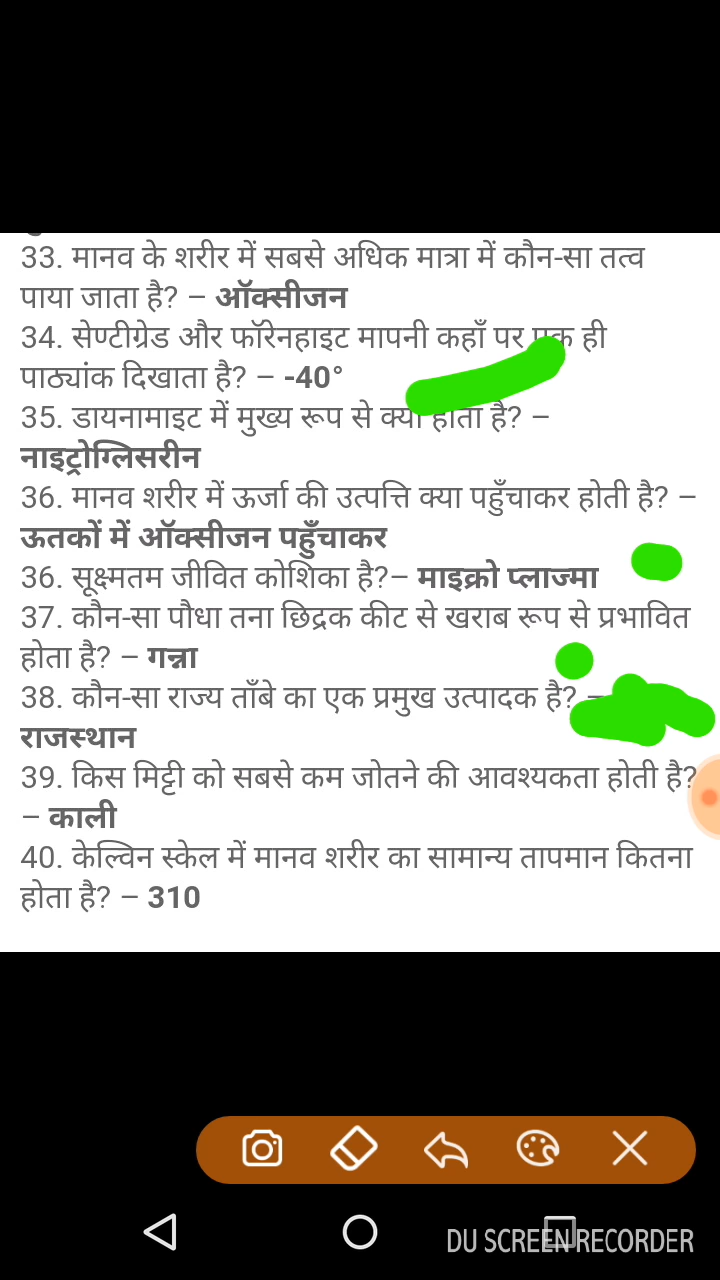 33. मानव के शरीर में सबसे अधिक मात्रा में कौन-सा तत्व
पाया जाता है? – ऑक्सीजन
34. सेण्टीग्रेड और फॉरेनहाइट मापनी कहाँ पर एक ही
पाठ्यांक दिखाता है? – -40°
35. डायनामाइट में मुख्य रूप से क्या होता है? –
नाइट्रोग्लिसरीन
36. मानव शरीर में ऊर्जा की उत्पत्ति क्या पहुँचाकर होती है? –
ऊतकों में ऑक्सीजन पहुँचाकर
36. सूक्ष्मतम जीवित कोशिका है?– माइक्रो प्लाज्मा
37. कौन-सा पौधा तना छिद्रक कीट से खराब रूप से प्रभावित
होता है? – गन्ना
38. कौन-सा राज्य ताँबे का एक प्रमुख उत्पादक है? –
राजस्थान
39. किस मिट्टी को सबसे कम जोतने की आवश्यकता होती है?
– काली
40. केल्विन स्केल में मानव शरीर का सामान्य तापमान कितना
होता है? – 310
DU SCREEN RECORDER